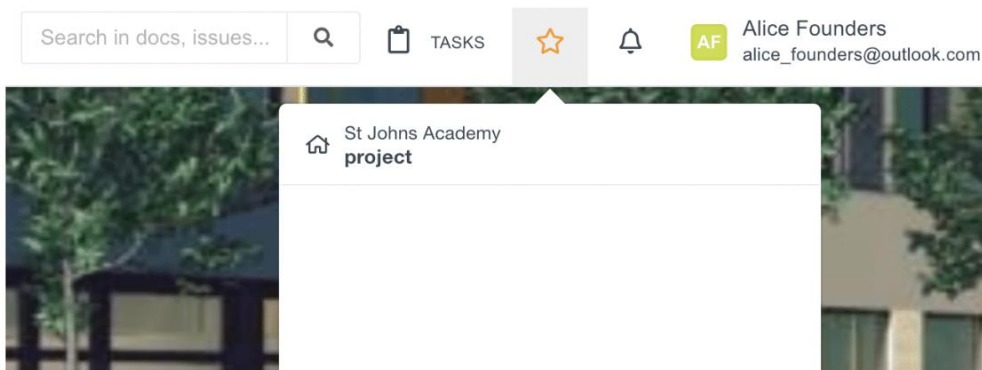 Search in docs, issues...
TASKS
AF
Alice Founders
alice_founders@outlook.com
St Johns Academy
project